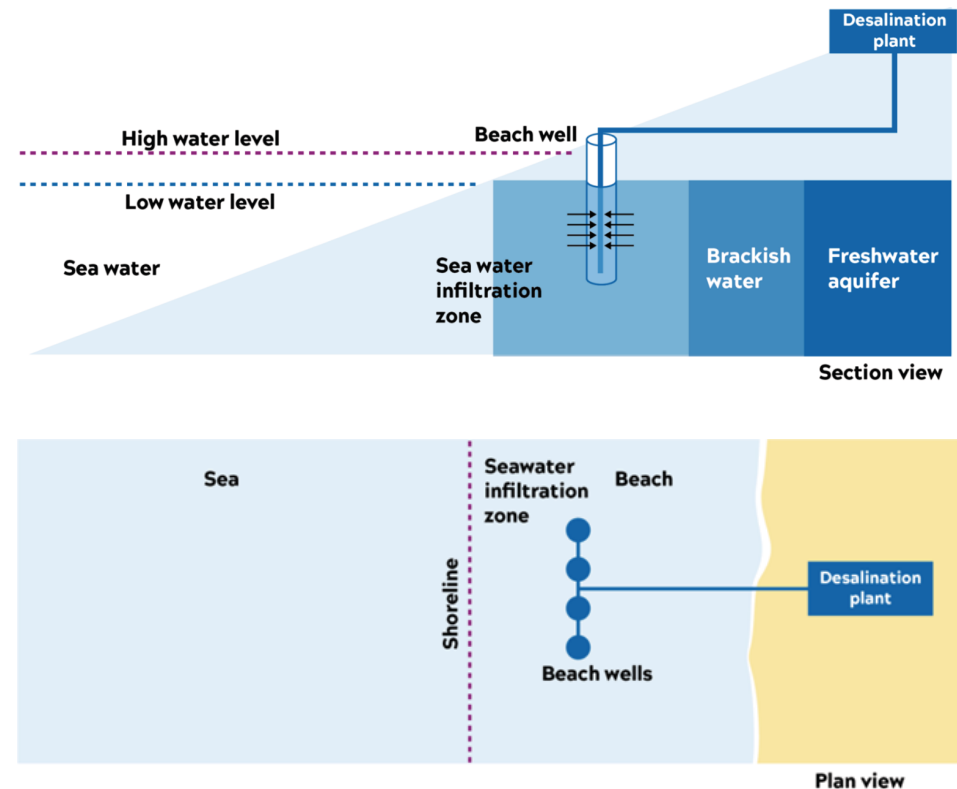 Desalination
plant
High water level
Beach well
Low water level
Sea water
Sea water
infiltration
zone
Brackish
water
Freshwater
aquifer
Section view
Sea
Seawater
infiltration
zone
Beach
Shoreline
Desalination
plant
Beach wells
Plan view